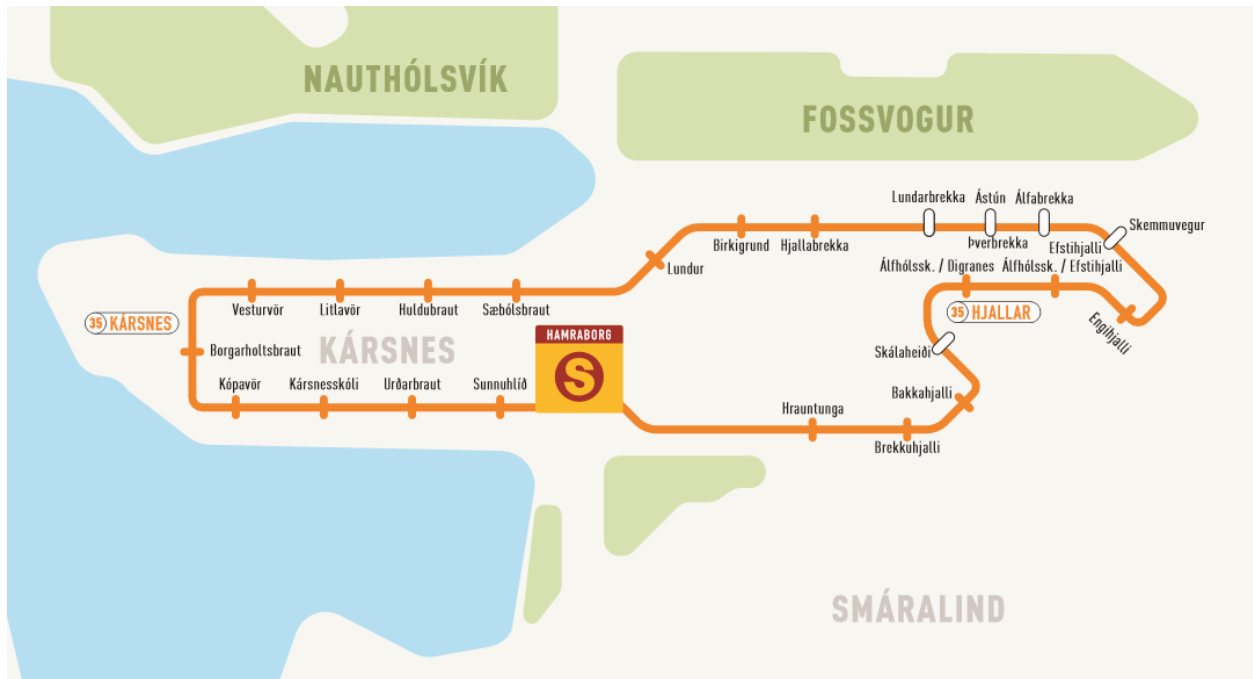 NAUTHÓLSVÍK
FOSSVOGUR
Lundarbrekka
Ástún
Álfabrekka
Skemmuvegur
Birkigrund
Hjallabrekka
Þverbrekka
Efstihjalli
Lundur
Álfhólssk. / Digranes
Álfhólssk. / Efstihjalli
Vesturvör
Litlavör
Huldubraut
Sæbólsbraut
35 KÁRSNES
35 HJALLAR
Engihjalli
HAMRABORG
S
Borgarholtsbraut
KÁRSNES
Skálaheiði
Kópavör
Kársnesskóli
Urðarbraut
Sunnuhlíð
Bakkahjalli
Hrauntunga
Brekkuhjalli
SMÁRALIND